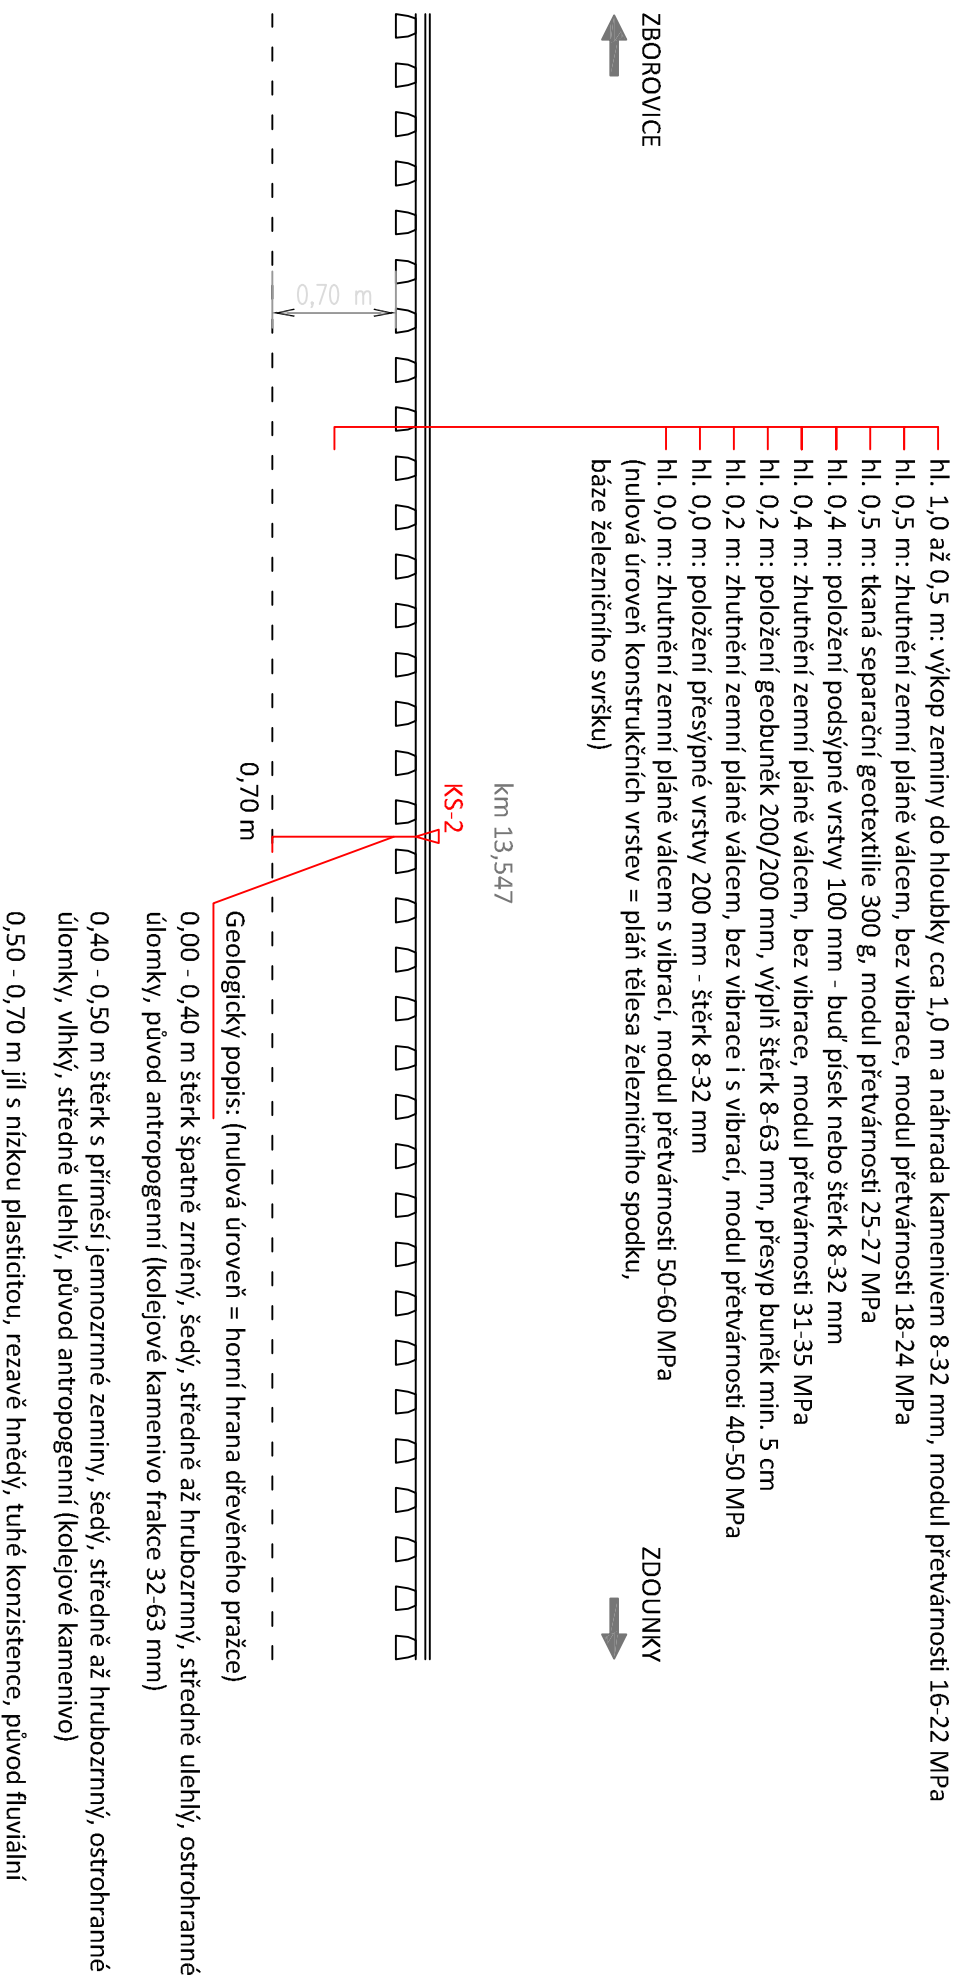 hl. 1,0 až 0,5 m: výkop zeminy do hloubky cca 1,0 m a náhrada kamenivem 8-32 mm, modul přetvárnosti 16-22 MPa
hl. 0,5 m: zhutnění zemní pláně válcem, bez vibrace, modul přetvárnosti 18-24 MPa
hl. 0,5 m: tkaná separační geotextilie 300 g, modul přetvárnosti 25-27 MPa
hl. 0,4 m: položení podsýpné vrstvy 100 mm - buď písek nebo štěrk 8-32 mm
hl. 0,4 m: zhutnění zemní pláně válcem, bez vibrace, modul přetvárnosti 31-35 MPa
hl. 0,2 m: položení geobuněk 200/200 mm, výplň štěrk 8-63 mm, přesyp buněk min. 5 cm
hl. 0,2 m: zhutnění zemní pláně válcem, bez vibrace i s vibrací, modul přetvárnosti 40-50 MPa
hl. 0,0 m: položení přesýpné vrstvy 200 mm - štěrk 8-32 mm
hl. 0,0 m: zhutnění zemní pláně válcem s vibrací, modul přetvárnosti 50-60 MPa
(nulová úroveň konstrukčních vrstev = pláň tělesa železničního spodku,
báze železničního svršku)
ZBOROVICE
ZDOUNKY
km 13,547
KS-2
0,70 m
0,70 m
Geologický popis: (nulová úroveň = horní hrana dřevěného pražce)
0,00 - 0,40 m štěrk špatně zrněný, šedý, středně až hrubozrnný, středně ulehlý, ostrohranné
úlomky, původ antropogenní (kolejové kamenivo frakce 32-63 mm)
0,40 - 0,50 m štěrk s příměsí jemnozrnné zeminy, šedý, středně až hrubozrnný, ostrohranné
úlomky, vlhký, středně ulehlý, původ antropogenní (kolejové kamenivo)
0,50 - 0,70 m jíl s nízkou plasticitou, rezavě hnědý, tuhé konzistence, původ fluviální